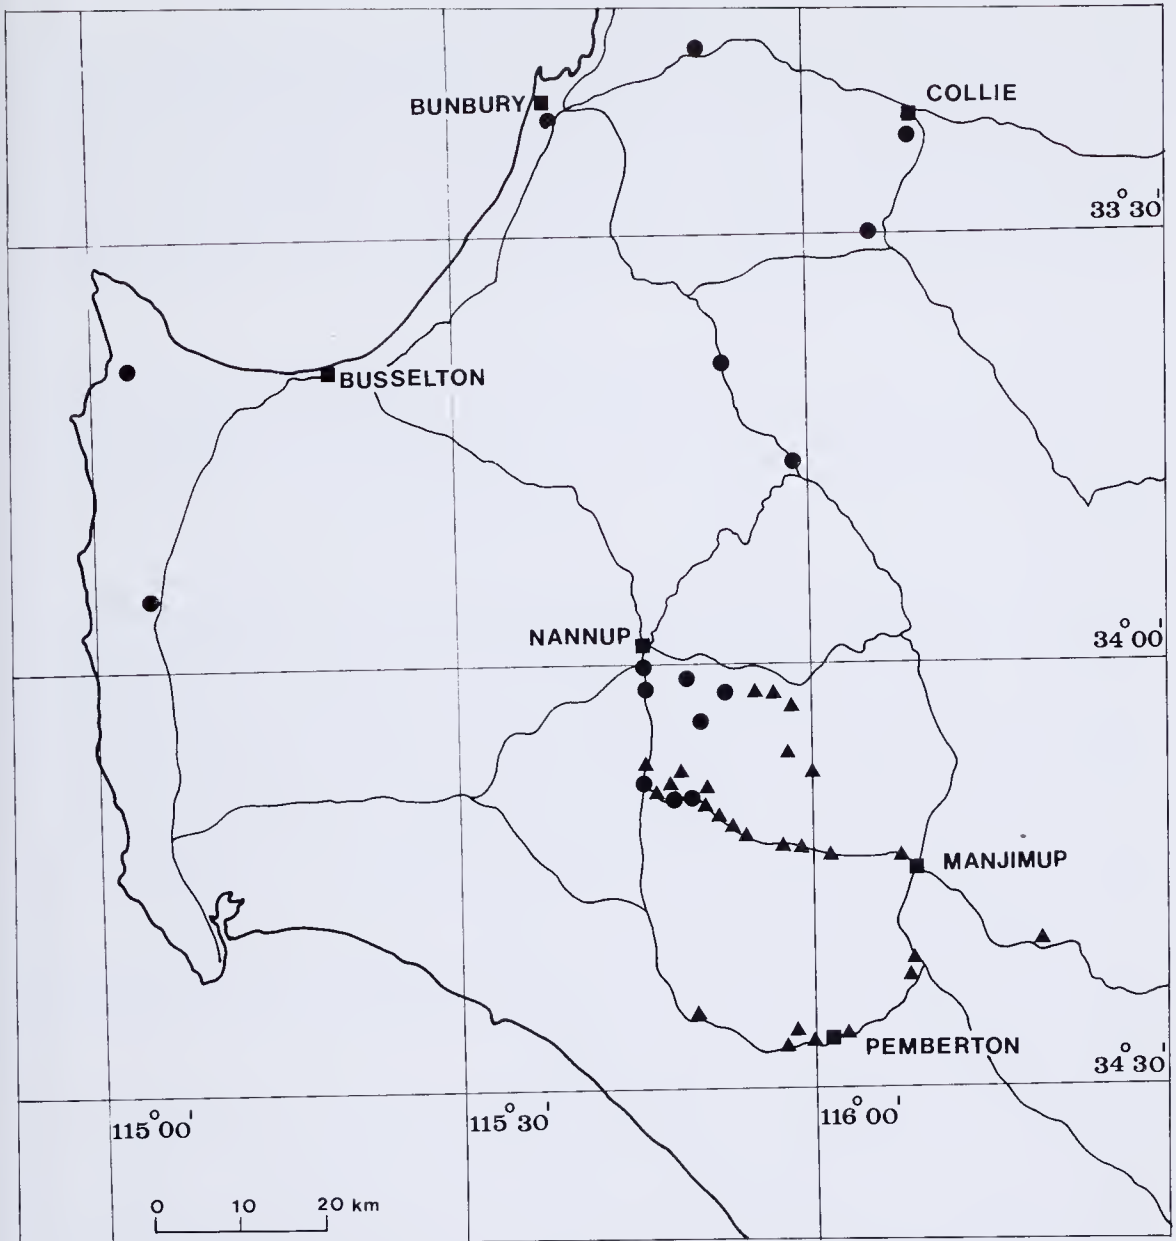 BUNBURY
COLLIE
33°30'
BUSSELTON
NANNUP
34°00'
MANJIMUP
PEMBERTON
34°30'
115°00'
115°30'
116°00'
0 10 20 km